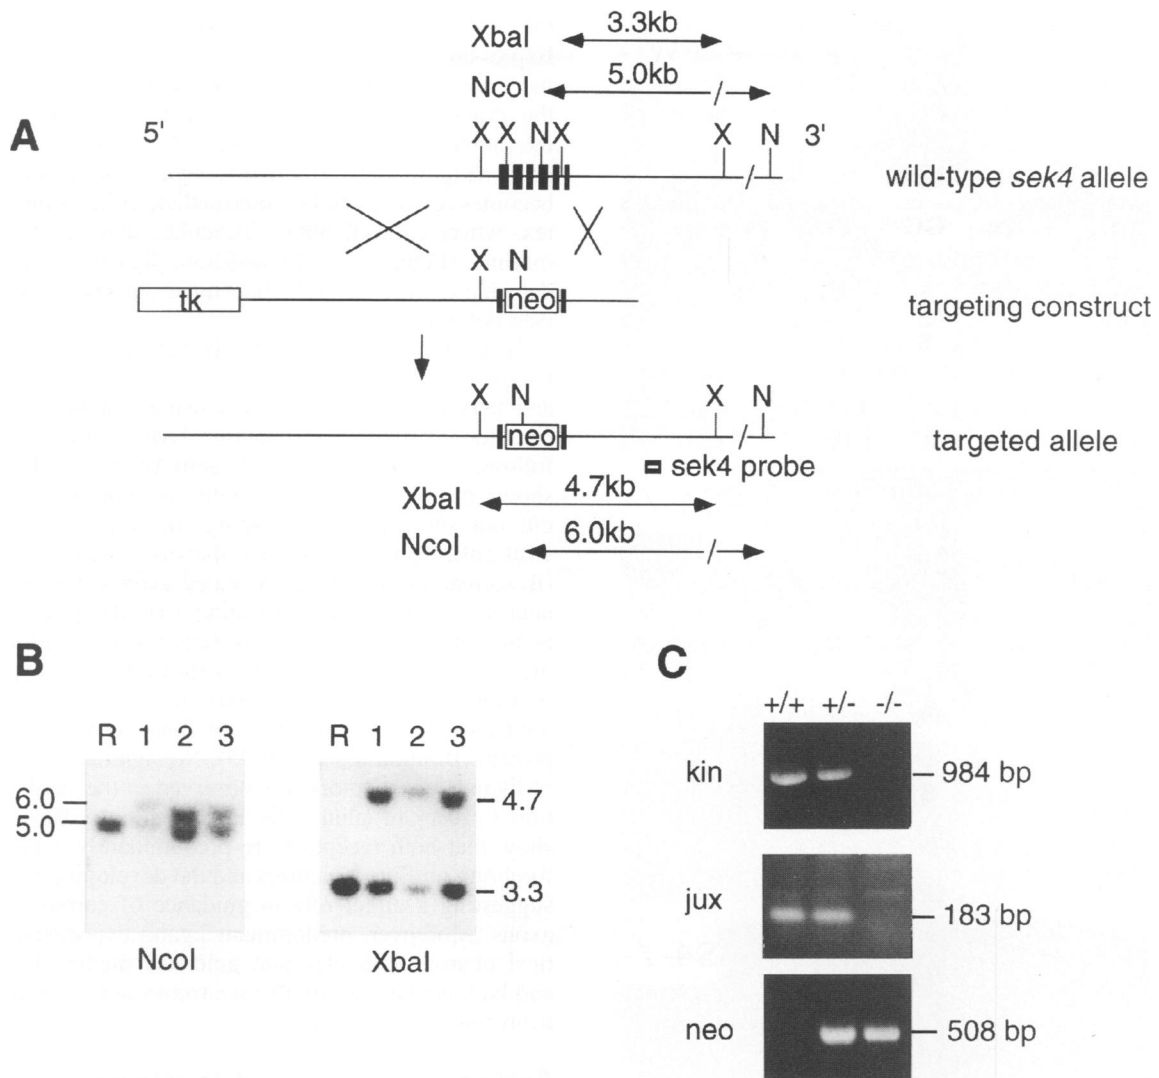 XbaI 3.3kb
NcoI 5.0kb
A 5' X X N X X N 3'
wild-type sek4 allele
X N
tk neo targeting construct
X N X N
neo targeted allele
sek4 probe
XbaI 4.7kb
NcoI 6.0kb
B
R 1 2 3 R 1 2 3
6.0
5.0
4.7
3.3
NcoI XbaI
C
+/+ +/- -/-
kin 984 bp
jux 183 bp
neo 508 bp